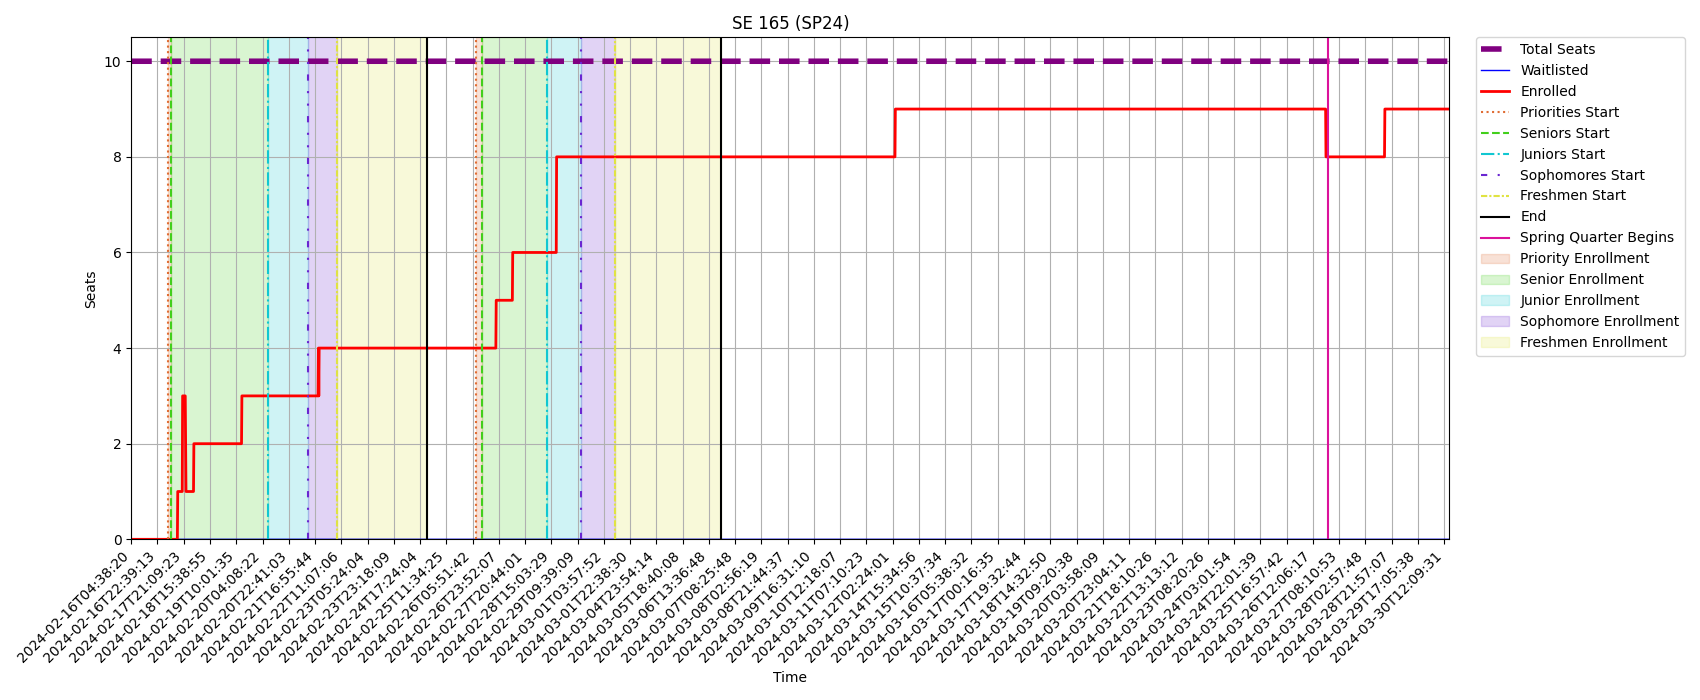 SE 165 (SP24)
Seats
10
8
6
4
2
0
2024-02-16T04:38:20
2024-02-16T22:39:13
2024-02-17T21:09:23
2024-02-18T15:38:55
2024-02-19T10:01:35
2024-02-20T04:08:22
2024-02-20T22:41:03
2024-02-21T16:55:44
2024-02-22T11:07:06
2024-02-23T05:24:04
2024-02-23T23:18:09
2024-02-24T17:24:04
2024-02-25T11:34:25
2024-02-26T05:51:42
2024-02-26T23:52:07
2024-02-27T20:44:01
2024-02-28T15:03:29
2024-02-29T09:39:09
2024-03-01T03:57:52
2024-03-01T22:38:30
2024-03-04T23:54:14
2024-03-05T18:40:08
2024-03-06T13:36:48
2024-03-07T08:25:48
2024-03-08T02:56:19
2024-03-08T21:44:37
2024-03-09T16:31:10
2024-03-10T12:18:07
2024-03-11T07:10:23
2024-03-12T02:24:01
2024-03-14T15:34:56
2024-03-15T10:37:34
2024-03-16T05:38:32
2024-03-17T00:16:35
2024-03-17T19:32:44
2024-03-18T14:32:50
2024-03-19T09:20:38
2024-03-20T03:58:09
2024-03-20T23:04:11
2024-03-21T18:10:26
2024-03-22T13:13:12
2024-03-23T08:20:26
2024-03-24T03:01:54
2024-03-24T22:01:39
2024-03-25T16:57:42
2024-03-26T12:06:17
2024-03-27T08:10:53
2024-03-28T02:57:48
2024-03-28T21:57:07
2024-03-29T17:05:38
2024-03-30T12:09:31
Time
Total Seats
Waitlisted
Enrolled
Priorities Start
Seniors Start
Juniors Start
Sophomores Start
Freshmen Start
End
Spring Quarter Begins
Priority Enrollment
Senior Enrollment
Junior Enrollment
Sophomore Enrollment
Freshmen Enrollment